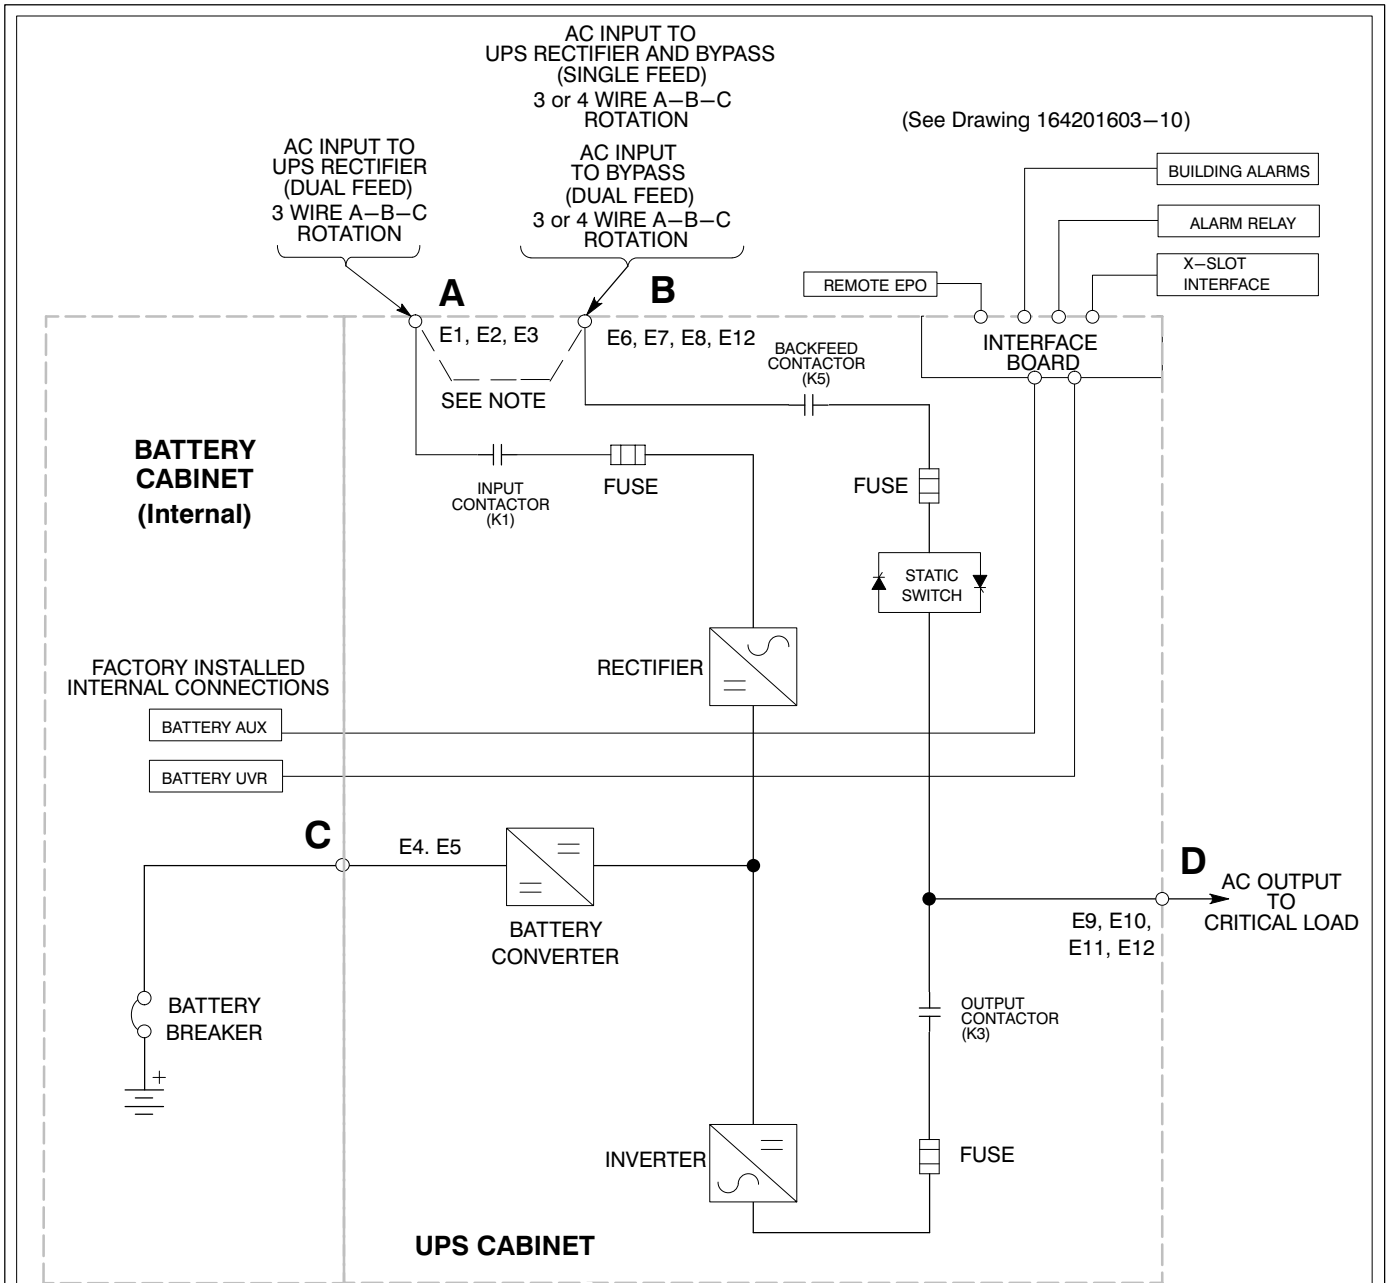 AC INPUT TO
UPS RECTIFIER AND BYPASS
(SINGLE FEED)
3 or 4 WIRE A–B–C
ROTATION
AC INPUT
TO BYPASS
(DUAL FEED)
3 or 4 WIRE A–B–C
ROTATION
AC INPUT TO
UPS RECTIFIER
(DUAL FEED)
3 WIRE A–B–C
ROTATION
(See Drawing 164201603–10)
BUILDING ALARMS
ALARM RELAY
X–SLOT
INTERFACE
REMOTE EPO
A
B
E1, E2, E3
E6, E7, E8, E12
INTERFACE
BOARD
BACKFEED
CONTACTOR
(K5)
SEE NOTE
BATTERY
CABINET
(Internal)
INPUT
CONTACTOR
(K1)
FUSE
FUSE
STATIC
SWITCH
RECTIFIER
FACTORY INSTALLED
INTERNAL CONNECTIONS
BATTERY AUX
BATTERY UVR
C
E4. E5
BATTERY
CONVERTER
D
AC OUTPUT
TO
CRITICAL LOAD
E9, E10,
E11, E12
BATTERY
BREAKER
+
OUTPUT
CONTACTOR
(K3)
INVERTER
FUSE
UPS CABINET